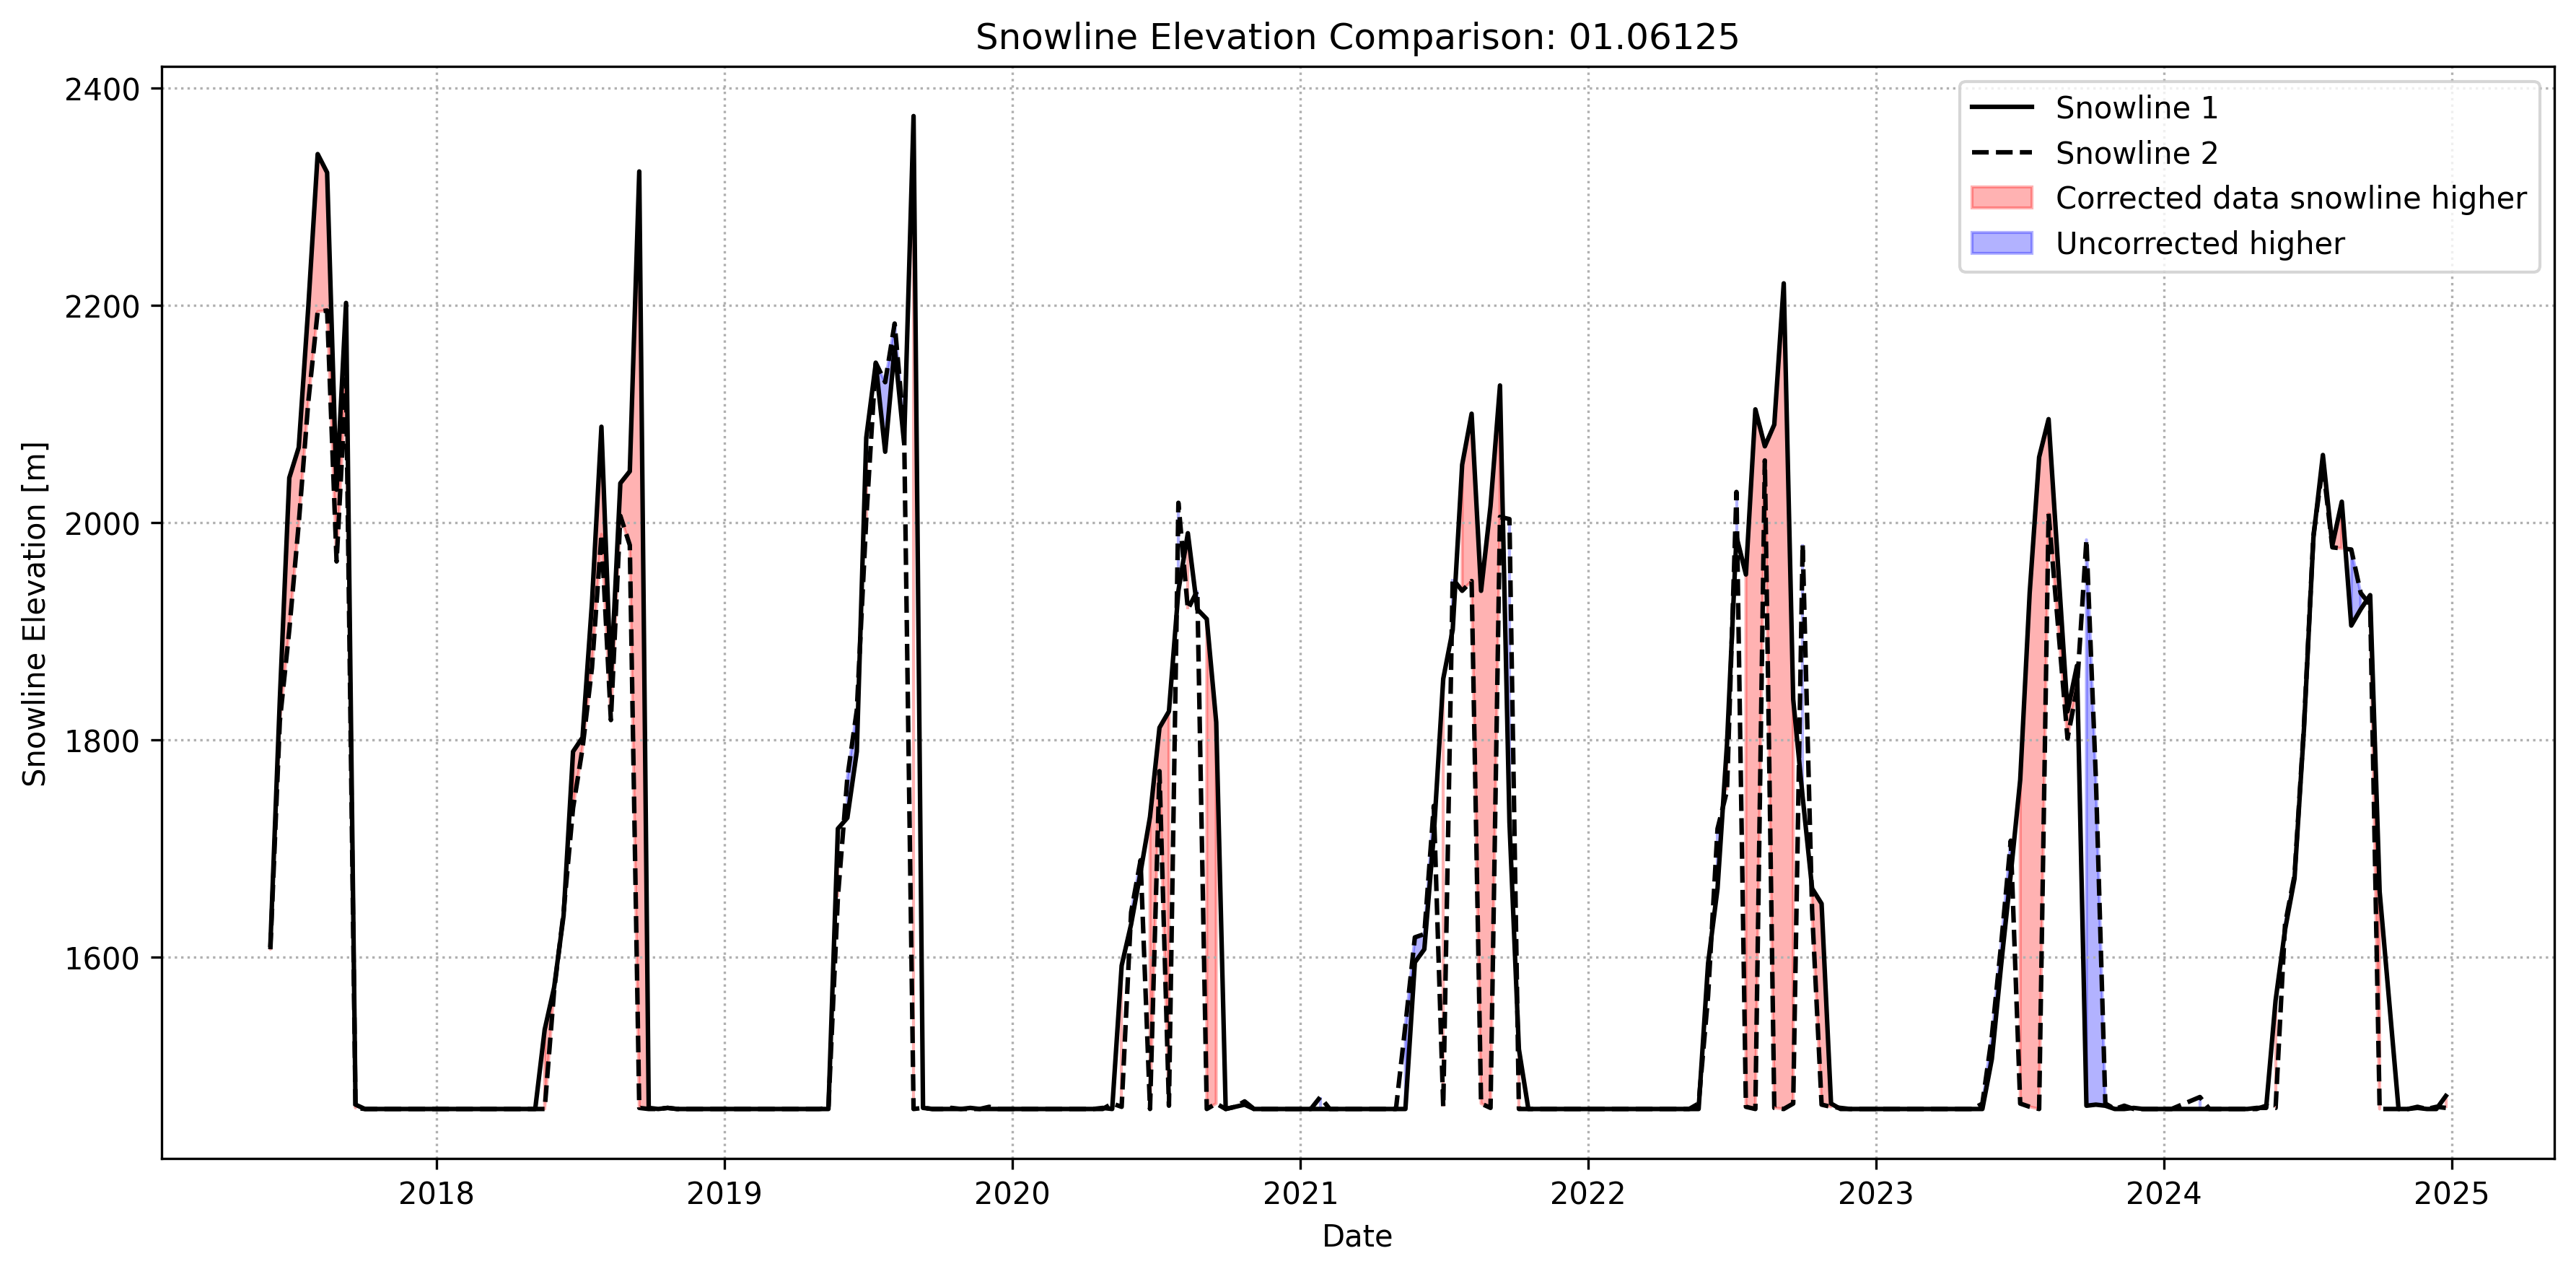 Snowline Elevation Comparison: 01.06125
Snowline 1
Snowline 2
Corrected data snowline higher
Uncorrected higher
Snowline Elevation [m]
2400
2200
2000
1800
1600
2018 2019 2020 2021 2022 2023 2024 2025
Date